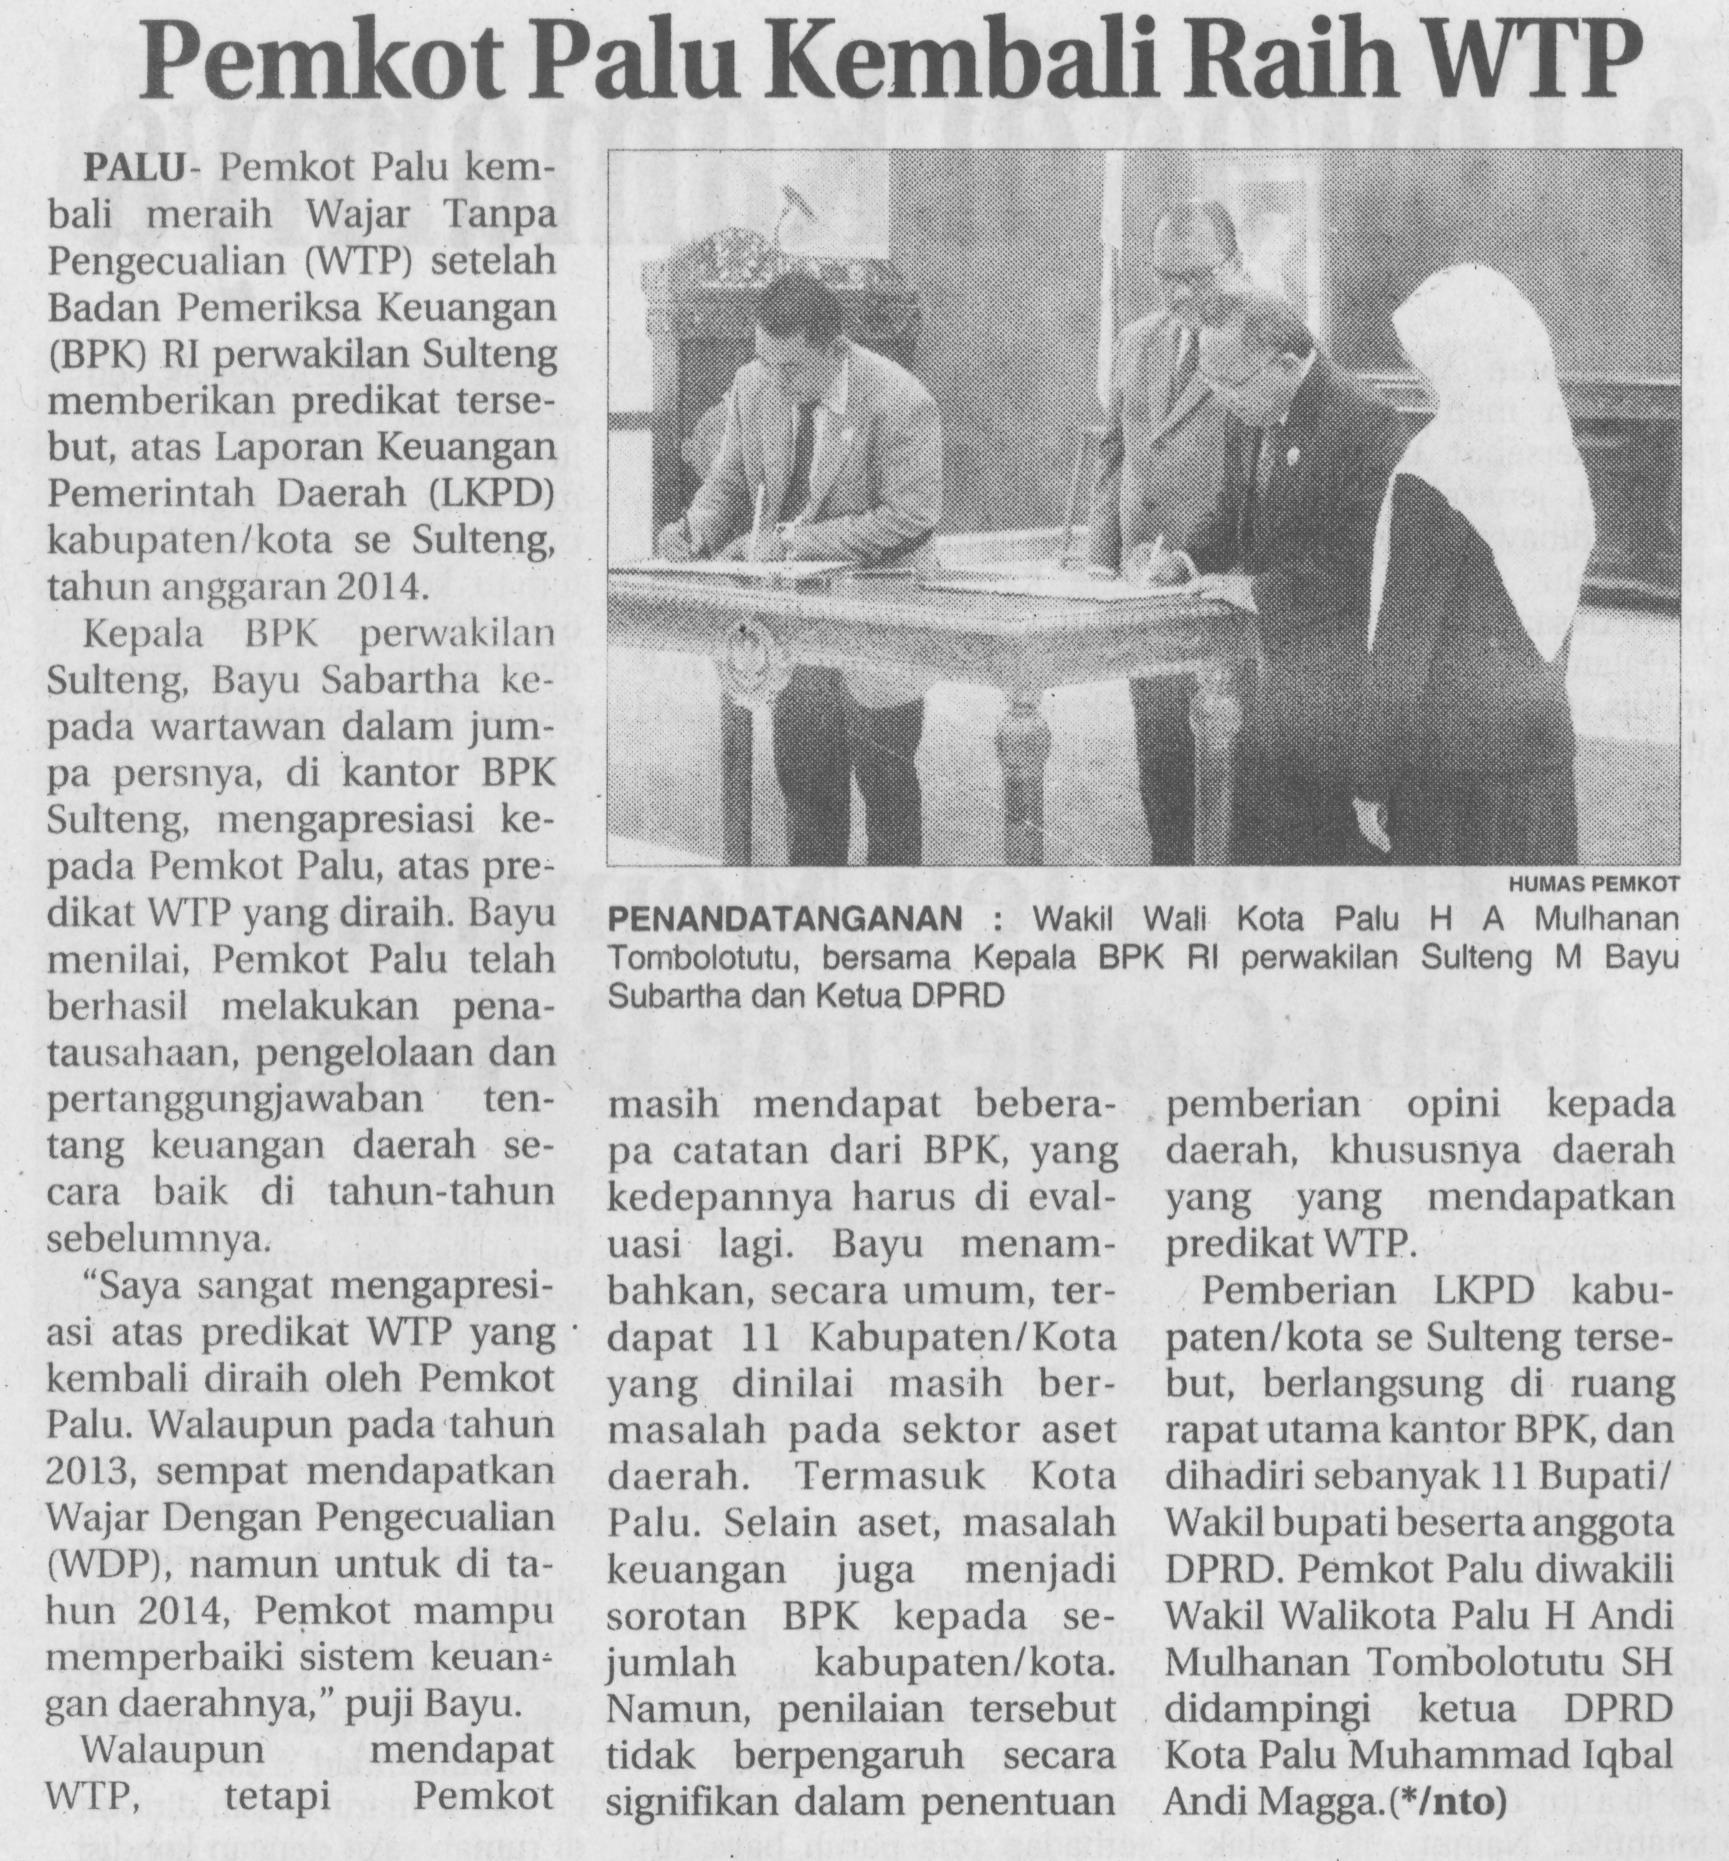 Pemkot Palu Kembali Raih WTP
PALU- Pemkot Palu kem-
bali meraih Wajar Tanpa
Pengecualian (WTP) setelah
Badan Pemeriksa Keuangan
(BPK) RI perwakilan Sulteng
memberikan predikat terse-
but, atas Laporan Keuangan
Pemerintah Daerah (LKPD)
kabupaten/kota se Sulteng,
tahun anggaran 2014.
Kepala BPK perwakilan
Sulteng, Bayu Sabartha ke-
pada wartawan dalam jum-
pa persnya, di kantor BPK
Sulteng, mengapresiasi ke-
pada Pemkot Palu, atas pre-
dikat WTP yang diraih. Bayu
menilai, Pemkot Palu telah
berhasil melakukan pena-
tausahaan, pengelolaan dan
pertanggungjawaban ten-
tang keuangan daerah se-
cara baik di tahun-tahun
sebelumnya.
“Saya sangat mengapresi-
asi atas predikat WTP yang
kembali diraih oleh Pemkot
Palu. Walaupun pada tahun
2013, sempat mendapatkan
Wajar Dengan Pengecualian
(WDP), namun untuk di ta-
hun 2014, Pemkot mampu
memperbaiki sistem keuan-
gan daerahnya,” puji Bayu.
Walaupun mendapat
WTP, tetapi Pemkot
HUMAS PEMKOT
PENANDATANGANAN : Wakil Wali Kota Palu H A Mulhanan
Tombolotutu, bersama Kepala BPK RI perwakilan Sulteng M Bayu
Subartha dan Ketua DPRD
masih mendapat bebera-
pa catatan dari BPK, yang
kedepannya harus di eval-
uasi lagi. Bayu menam-
bahkan, secara umum, ter-
dapat 11 Kabupaten/Kota
yang dinilai masih ber-
masalah pada sektor aset
daerah. Termasuk Kota
Palu. Selain aset, masalah
keuangan juga menjadi
sorotan BPK kepada se-
jumlah kabupaten/kota.
Namun, penilaian tersebut
tidak berpengaruh secara
signifikan dalam penentuan
pemberian opini kepada
daerah, khususnya daerah
yang yang mendapatkan
predikat WTP.
Pemberian LKPD kabu-
paten/kota se Sulteng terse-
but, berlangsung di ruang
rapat utama kantor BPK, dan
dihadiri sebanyak 11 Bupati/
Wakil bupati beserta anggota
DPRD. Pemkot Palu diwakili
Wakil Walikota Palu H Andi
Mulhanan Tombolotutu SH
didampingi ketua DPRD
Kota Palu Muhammad Iqbal
Andi Magga.(*/nto)